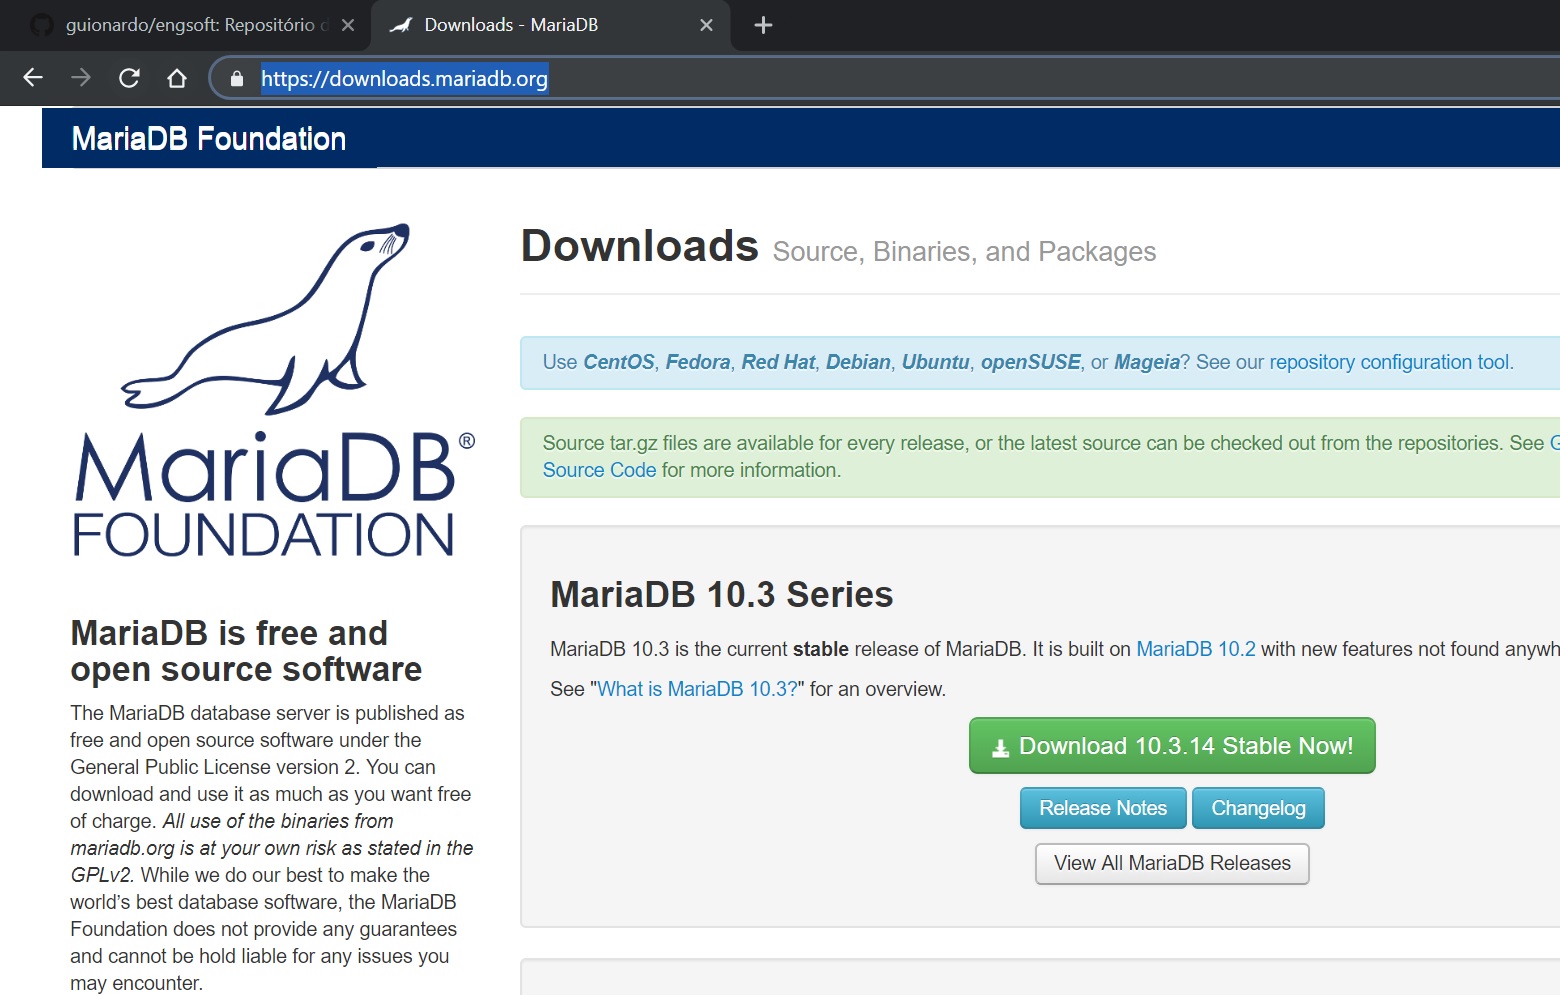 guionardo/engsoft: Repositório
Downloads - MariaDB
https://downloads.mariadb.org
MariaDB Foundation
MariaDB®
FOUNDATION
MariaDB is free and
open source software
The MariaDB database server is published as
free and open source software under the
General Public License version 2. You can
download and use it as much as you want free
of charge. All use of the binaries from
mariadb.org is at your own risk as stated in the
GPLv2. While we do our best to make the
world’s best database software, the MariaDB
Foundation does not provide any guarantees
and cannot be hold liable for any issues you
may encounter.
Downloads Source, Binaries, and Packages
Use CentOS, Fedora, Red Hat, Debian, Ubuntu, openSUSE, or Mageia? See our repository configuration tool.
Source tar.gz files are available for every release, or the latest source can be checked out from the repositories. See
Source Code for more information.
MariaDB 10.3 Series
MariaDB 10.3 is the current stable release of MariaDB. It is built on MariaDB 10.2 with new features not found
See "What is MariaDB 10.3?" for an overview.
Download 10.3.14 Stable Now!
Release Notes Changelog
View All MariaDB Releases